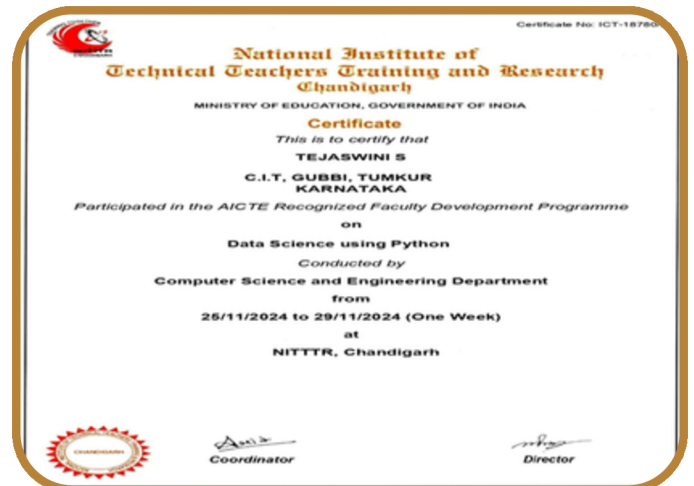 Certificate No: ICT-18780
National Institute of
Technical Teachers Training and Research
Chandigarh
MINISTRY OF EDUCATION, GOVERNMENT OF INDIA
Certificate
This is to certify that
TEJASWINI S
C.I.T, GUBBI, TUMKUR
KARNATAKA
Participated in the AICTE Recognized Faculty Development Programme
on
Data Science using Python
Conducted by
Computer Science and Engineering Department
from
25/11/2024 to 29/11/2024 (One Week)
at
NITTTR, Chandigarh
CHANDIGARH
Coordinator
Director